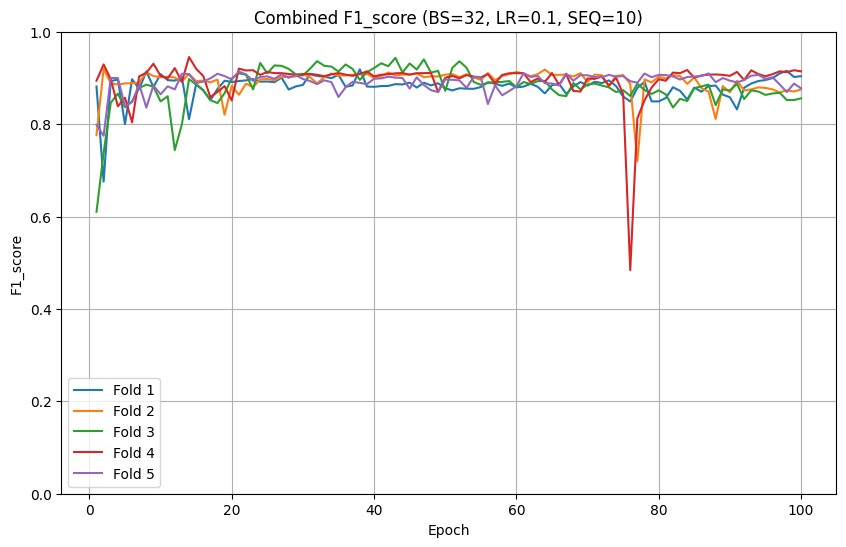 Combined F1_score (BS=32, LR=0.1, SEQ=10)
1.0
0.8
0.6
0.4
0.2
0.0
F1_score
Fold 1
Fold 2
Fold 3
Fold 4
Fold 5
0 20 40 60 80 100
Epoch